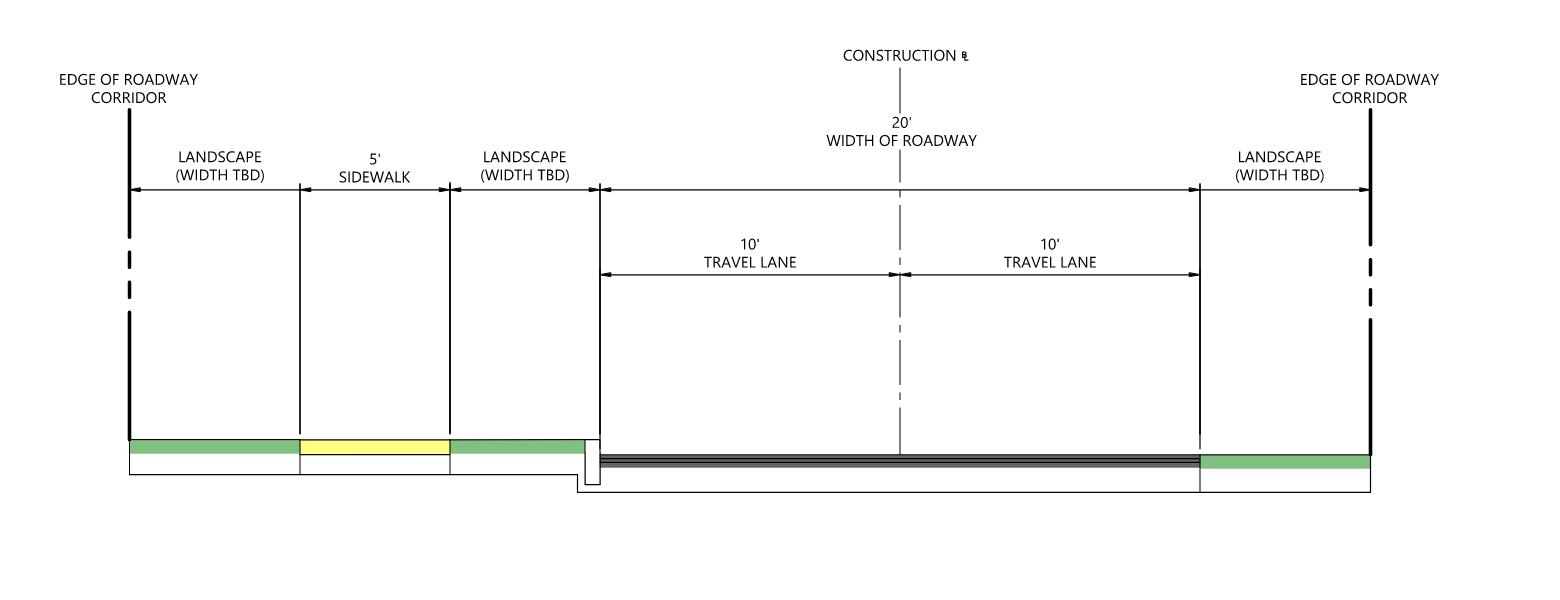 CONSTRUCTION ⅊
EDGE OF ROADWAY
CORRIDOR
EDGE OF ROADWAY
CORRIDOR
20'
WIDTH OF ROADWAY
LANDSCAPE
(WIDTH TBD)
5'
SIDEWALK
LANDSCAPE
(WIDTH TBD)
LANDSCAPE
(WIDTH TBD)
10'
TRAVEL LANE
10'
TRAVEL LANE